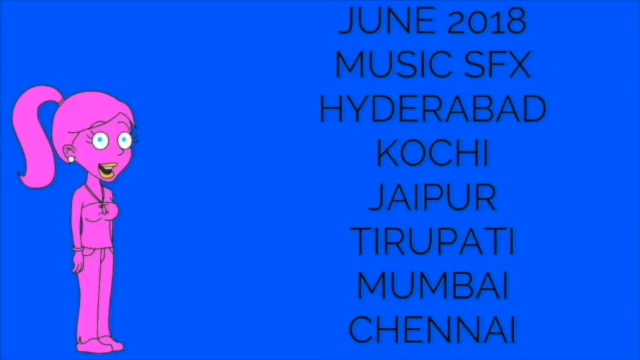 JUNE 2018
MUSIC SFX
HYDERABAD
KOCHI
JAIPUR
TIRUPATI
MUMBAI
CHENNAI